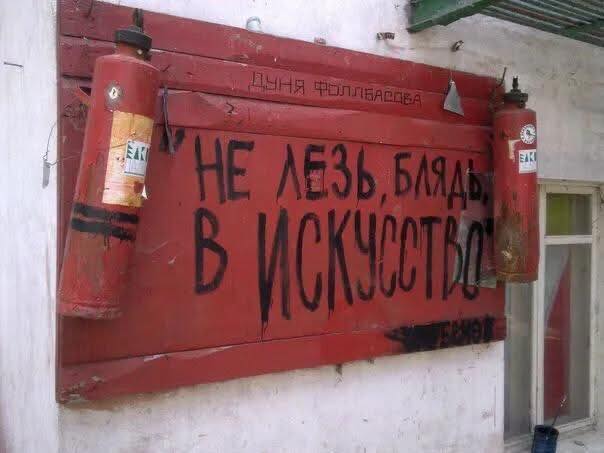 ДУНЯ ФОЛЛБАСОВА
"НЕ ЛЕЗЬ, БЛЯДЬ,
В ИСКУССТВО"